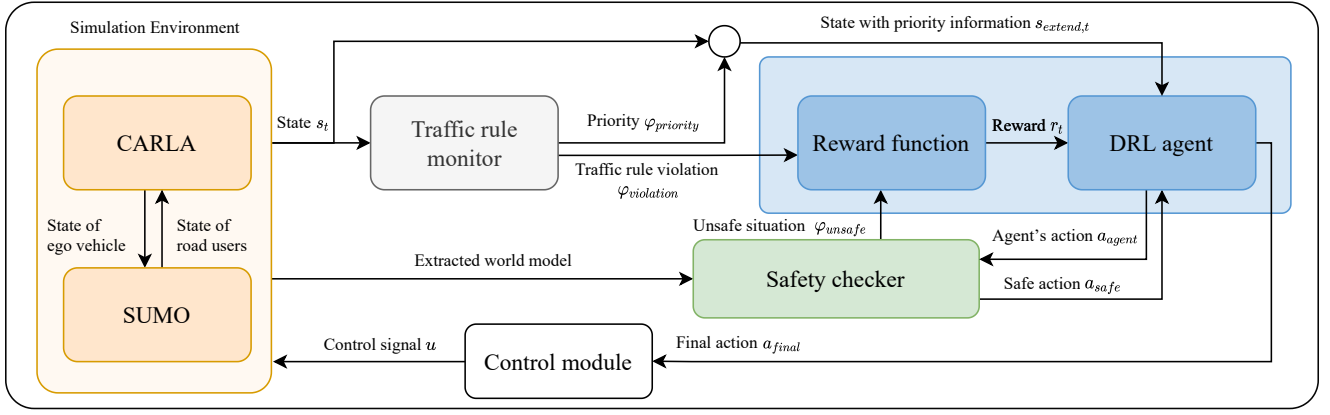 Simulation Environment
State with priority information s_{extend,t}
CARLA
State s_t
Traffic rule
monitor
Priority φ_{priority}
Reward function
Reward r_t
DRL agent
Traffic rule violation
φ_{violation}
State of
ego vehicle
State of
road users
Unsafe situation φ_{unsafe}
Agent's action a_{agent}
Extracted world model
Safety checker
Safe action a_{safe}
SUMO
Control signal u
Control module
Final action a_{final}